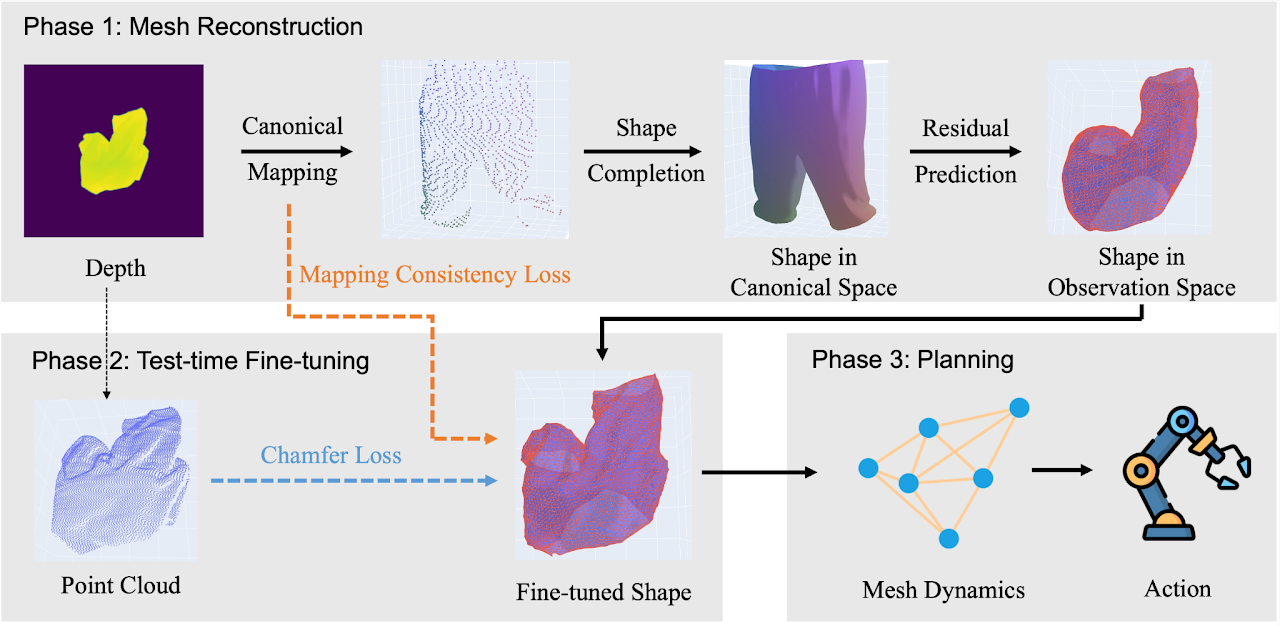 Phase 1: Mesh Reconstruction
Canonical
Mapping
Shape
Completion
Residual
Prediction
Depth
Mapping Consistency Loss
Shape in
Canonical Space
Shape in
Observation Space
Phase 2: Test-time Fine-tuning
Chamfer Loss
Point Cloud
Fine-tuned Shape
Phase 3: Planning
Mesh Dynamics
Action